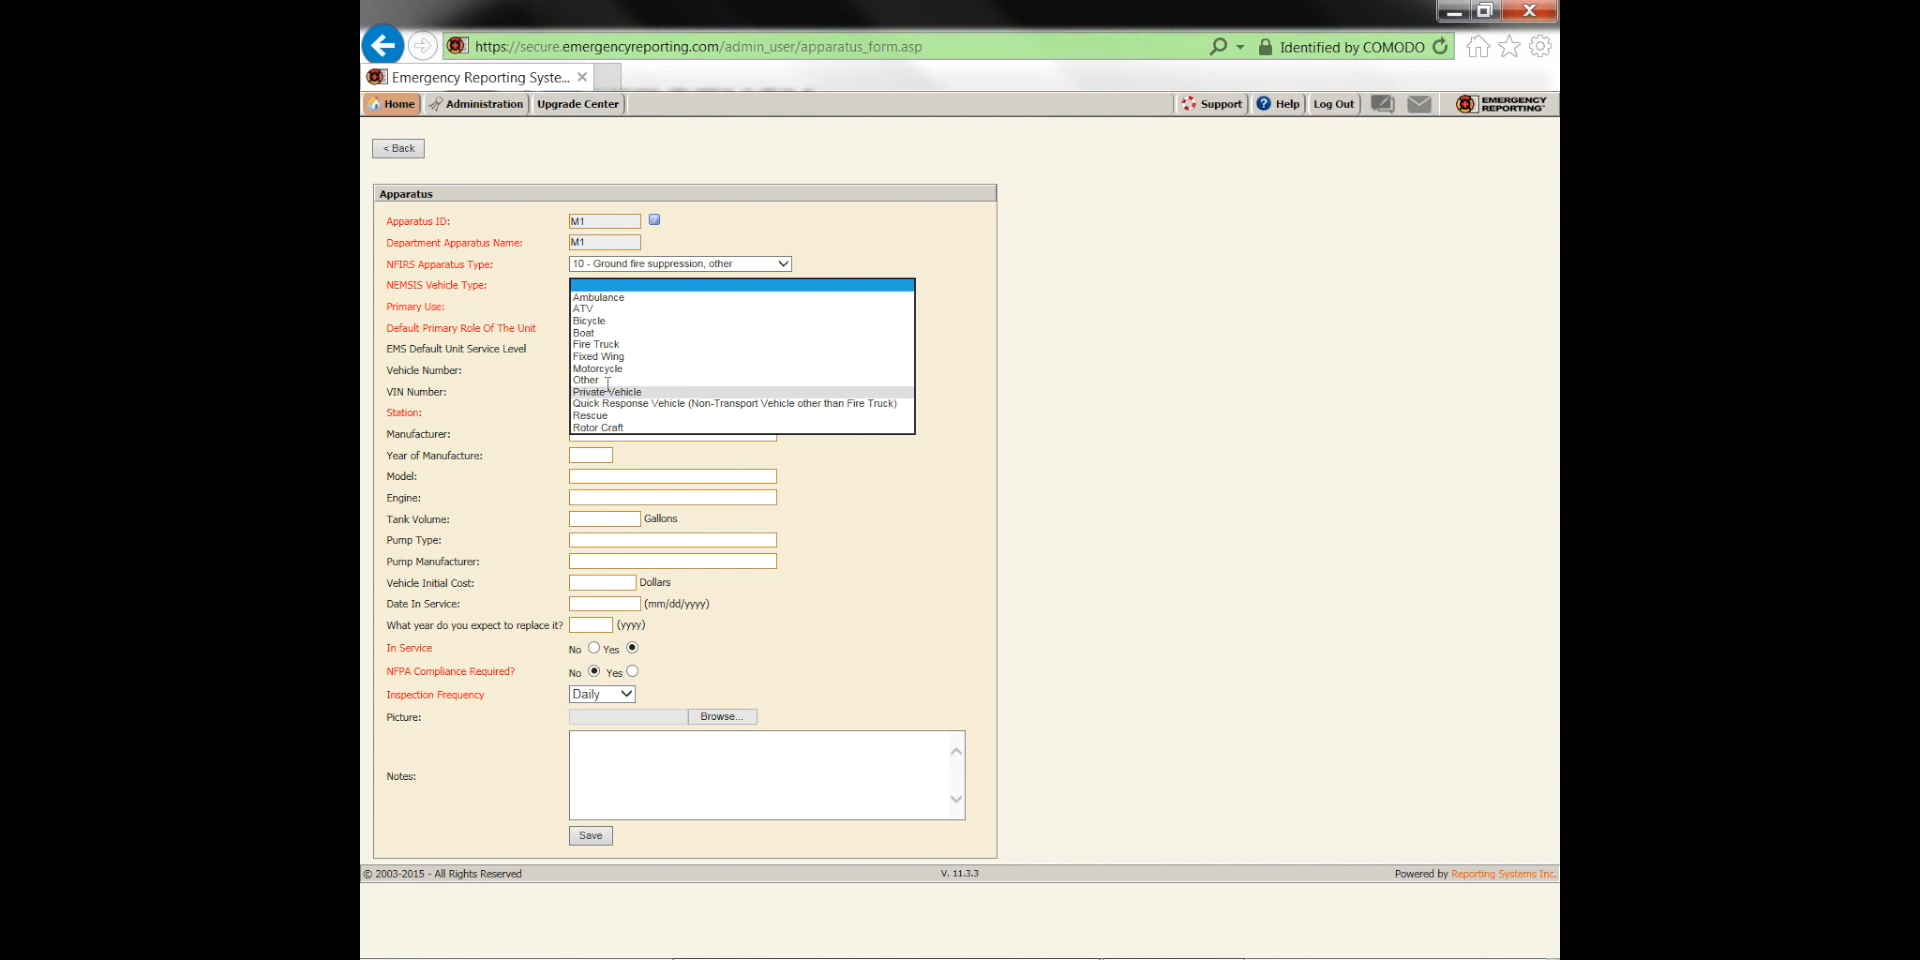 https://secure.emergencyreporting.com/admin_user/apparatus_form.asp
Identified by COMODO
Emergency Reporting Syste...
Home
Administration
Upgrade Center
Support
Help
Log Out
EMERGENCY
REPORTING
< Back
Apparatus
Apparatus ID: M1
Department Apparatus Name: M1
NFIRS Apparatus Type: 10 - Ground fire suppression, other
NEMSIS Vehicle Type:
Ambulance
ATV
Bicycle
Boat
Fire Truck
Fixed Wing
Motorcycle
Other
Private Vehicle
Quick Response Vehicle (Non-Transport Vehicle other than Fire Truck)
Rescue
Rotor Craft
Primary Use:
Default Primary Role Of The Unit
EMS Default Unit Service Level
Vehicle Number:
VIN Number:
Station:
Manufacturer:
Year of Manufacture:
Model:
Engine:
Tank Volume: Gallons
Pump Type:
Pump Manufacturer:
Vehicle Initial Cost: Dollars
Date In Service: (mm/dd/yyyy)
What year do you expect to replace it? (yyyy)
In Service No Yes
NFPA Compliance Required? No Yes
Inspection Frequency Daily
Picture: Browse...
Notes:
Save
© 2003-2015 - All Rights Reserved
V. 11.3.3
Powered by Reporting Systems Inc.